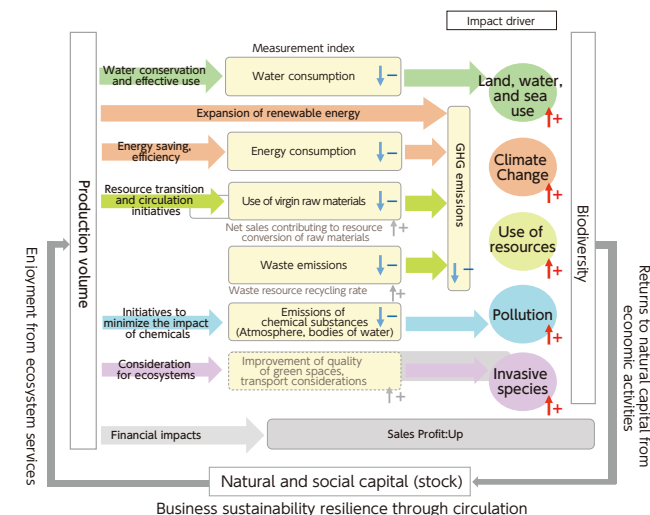 Impact driver
Measurement index
Water conservation
and effective use
Water consumption
−
Land, water,
and sea
use
+
Expansion of renewable energy
Energy saving,
efficiency
Energy consumption
−
GHG emissions
−
Climate
Change
+
Resource transition
and circulation
initiatives
Use of virgin raw materials
−
Net sales contributing to resource
conversion of raw materials
+
Use of
resources
+
Waste emissions
−
Waste resource recycling rate
+
Initiatives to
minimize the impact
of chemicals
Emissions
of chemical substances
(Atmosphere, bodies of water)
−
Pollution
+
Consideration
for ecosystems
Improvement of quality
of green spaces,
transport considerations
+
Invasive
species
+
Financial impacts
Sales Profit:Up
Production volume
Biodiversity
Enjoyment from ecosystem services
Returns to natural capital from
economic activities
Natural and social capital (stock)
Business sustainability resilience through circulation